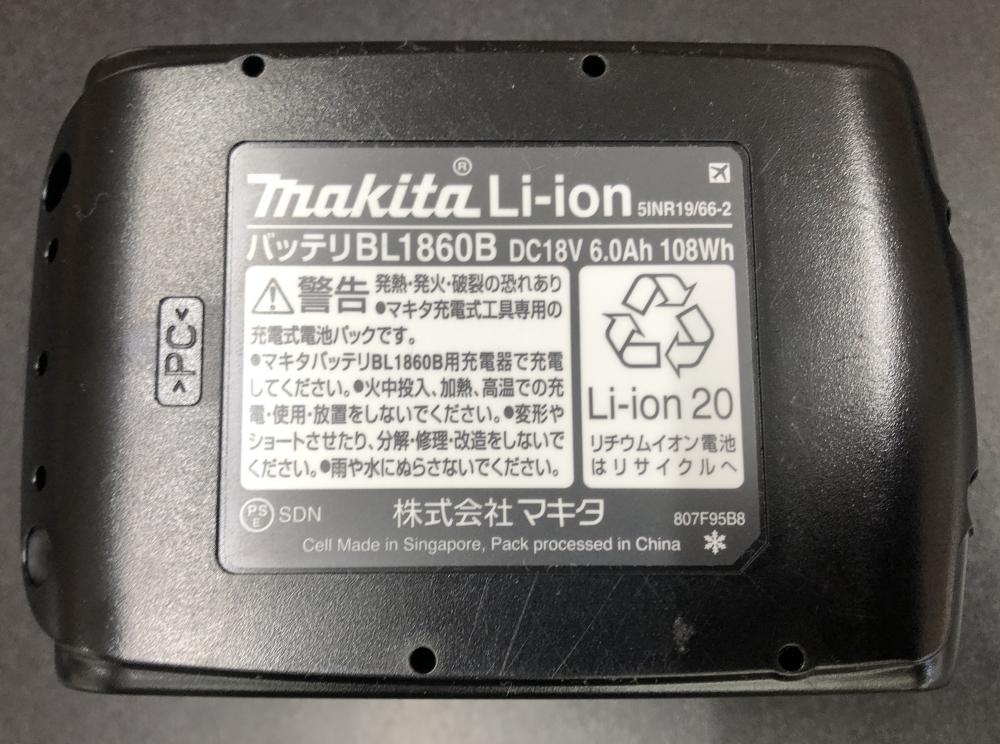 makita® Li-ion 5INR19/66-2
バッテリBL1860B DC18V 6.0Ah 108Wh
警告 発熱・発火・破裂の恐れあり
●マキタ充電式工具専用の
充電式電池パックです。
●マキタバッテリBL1860B用充電器で充電
してください。●火中投入、加熱、高温での充
電・使用・放置をしないでください。●変形や
ショートさせたり、分解・修理・改造をしないで
ください。●雨や水にぬらさないでください。
Li-ion 20
リチウムイオン電池
はリサイクルへ
PSE SDN 株式会社マキタ 807F95B8
Cell Made in Singapore, Pack processed in China
>PC<